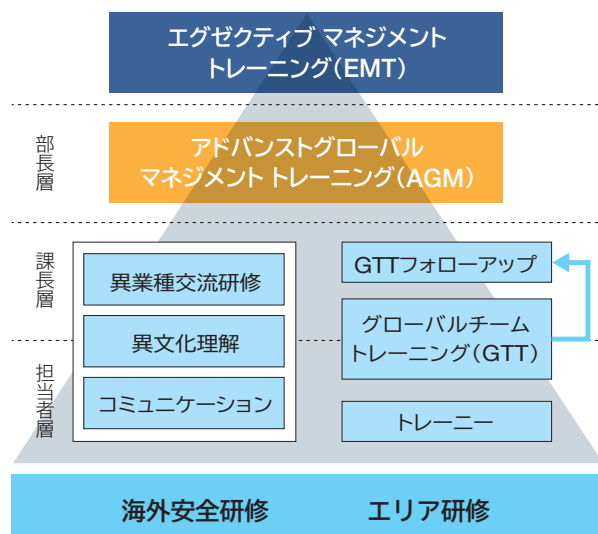 エグゼクティブ マネジメント
トレーニング(EMT)
部長層
アドバンストグローバル
マネジメント トレーニング(AGM)
課長層
異業種交流研修
GTTフォローアップ
異文化理解
グローバルチーム
トレーニング(GTT)
担当者層
コミュニケーション
トレーニー
海外安全研修
エリア研修